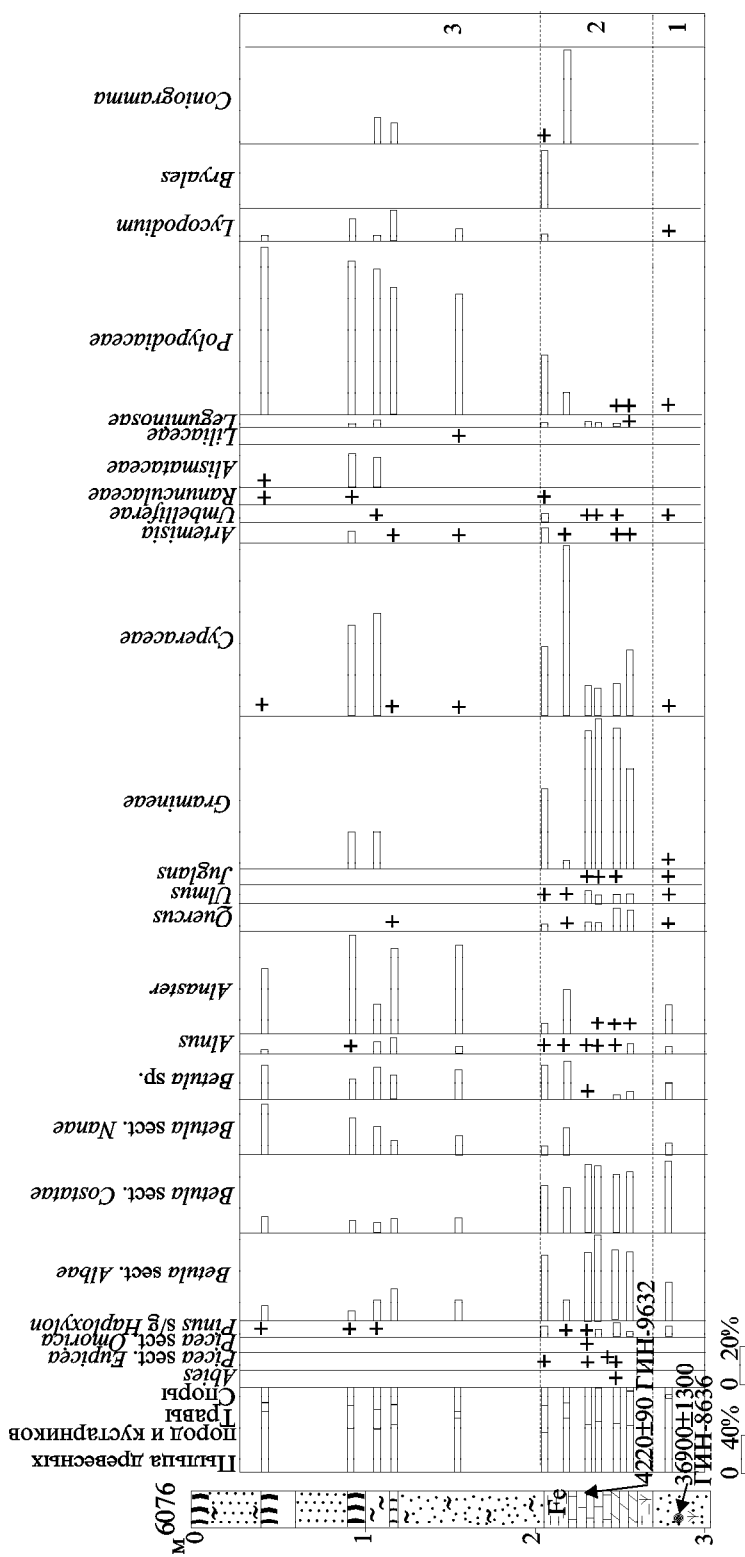 6076
м
0
1
2
3
Fe
4220±90 ГИН-9632
36900±1300
ГИН-8636
Пыльца древесных
пород и кустарников
Травы
Споры
Abies
Picea sect. Eupicea
Picea sect. Omorica
Pinus s/g Haploxylon
Betula sect. Albae
Betula sect. Costatae
Betula sect. Nanae
Betula sp.
Alnus
Alnaster
Quercus
Ulmus
Juglans
Gramineae
Cyperaceae
Artemisia
Umbelliferae
Ranunculaceae
Alismataceae
Liliaceae
Leguminosae
Polypodiaceae
Lycopodium
Bryales
Coniogramma
3
2
1
0 40%
0 20%